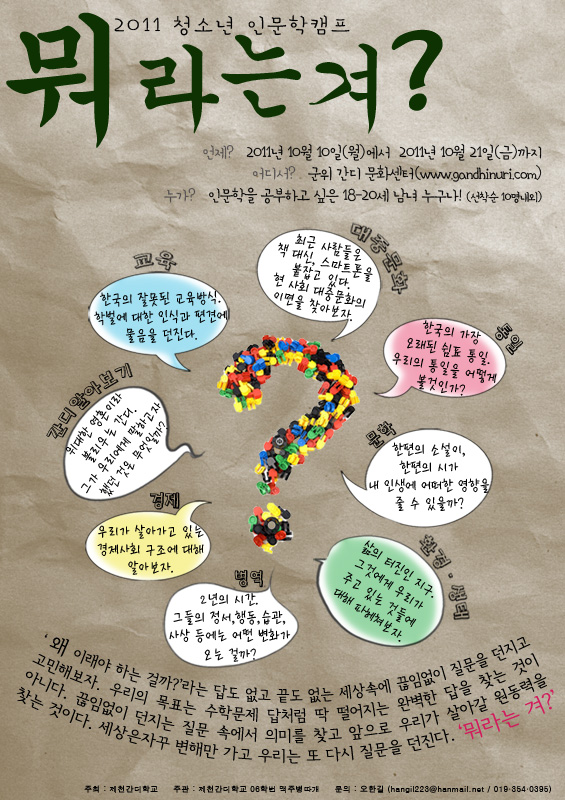 2011 청소년 인문학캠프
뭐라는겨?
언제? 2011년 10월 10일(월)에서 2011년 10월 21일(금)까지
어디서? 군위 간디 문화센터(www.gandhinuri.com)
누가? 인문학을 공부하고 싶은 18-20세 남녀 누구나! (선착순 10명내외)
교육
한국의 잘못된 교육방식.
학벌에 대한 인식과 편견에
물음을 던진다.
대중문화
최근 사람들은
책 대신, 스마트폰을
붙잡고 있다.
현 사회 대중문화의
이면을 찾아보자.
통일
한국의 가장
오래된 쉼표 통일.
우리의 통일을 어떻게
볼것인가?
간디알아보기
위대한 영혼이라
불리우는 간디.
그가 우리에게 말하고자
했던 것은 무엇일까?
문학
한편의 소설이,
한편의 시가
내 인생에 어떠한 영향을
줄 수 있을까?
경제
우리가 살아가고 있는
경제사회 구조에 대해
알아보자.
병역
2년의 시간.
그들의 정서,행동,습관,
사상 등에는 어떤 변화가
오는 걸까?
환경·생태
삶의 터진인 지구.
그것에게 우리가
주고 있는 것들에
대해 파헤쳐보자.
'왜 이래야 하는 걸까?'라는 답도 없고 끝도 없는 세상속에 끊임없이 질문을 던지고
고민해보자. 우리의 목표는 수학문제 답처럼 딱 떨어지는 완벽한 답을 찾는 것이
아니다. 끊임없이 던지는 질문 속에서 의미를 찾고 앞으로 우리가 살아갈 원동력을
찾는 것이다. 세상은자꾸 변해만 가고 우리는 또 다시 질문을 던진다. '뭐라는 겨?'
주최 : 제천간디학교 주관 : 제천간디학교 06학번 맥주병따개 문의 : 오한길 (hangil223@hanmail.net / 019-354-0395)